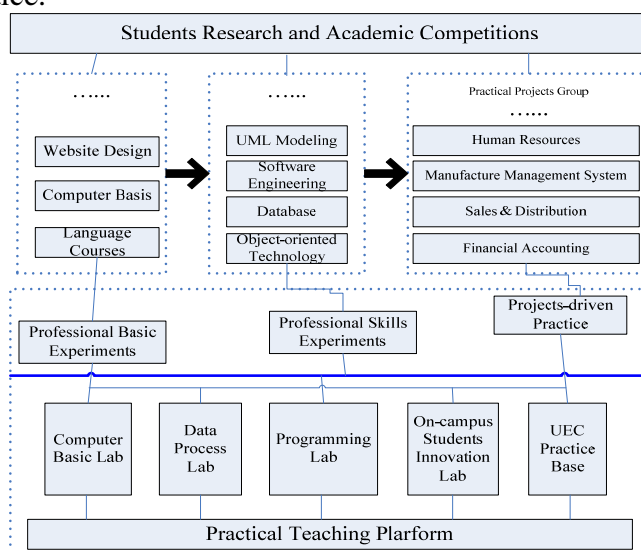 Students Research and Academic Competitions
…...
Website Design
Computer Basis
Language
Courses
…...
UML Modeling
Software
Engineering
Database
Object-oriented
Technology
Practical Projects Group
…...
Human Resources
Manufacture Management System
Sales & Distribution
Financial Accounting
Professional Basic
Experiments
Professional Skills
Experiments
Projects-driven
Practice
Computer
Basic Lab
Data
Process
Lab
Programming
Lab
On-campus
Students
Innovation
Lab
UEC
Practice
Base
Practical Teaching Plarform